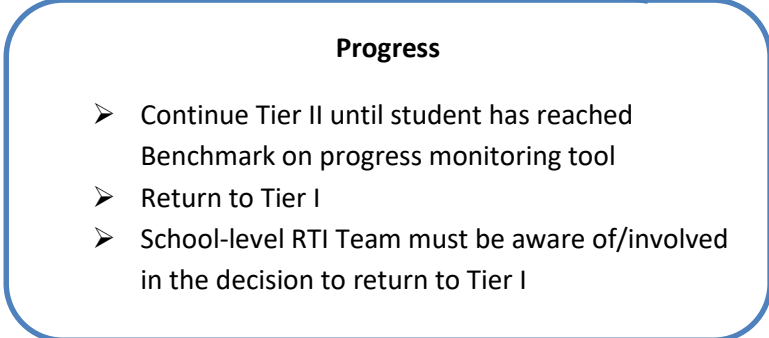 Progress
➢ Continue Tier II until student has reached
Benchmark on progress monitoring tool
➢ Return to Tier I
➢ School-level RTI Team must be aware of/involved
in the decision to return to Tier I